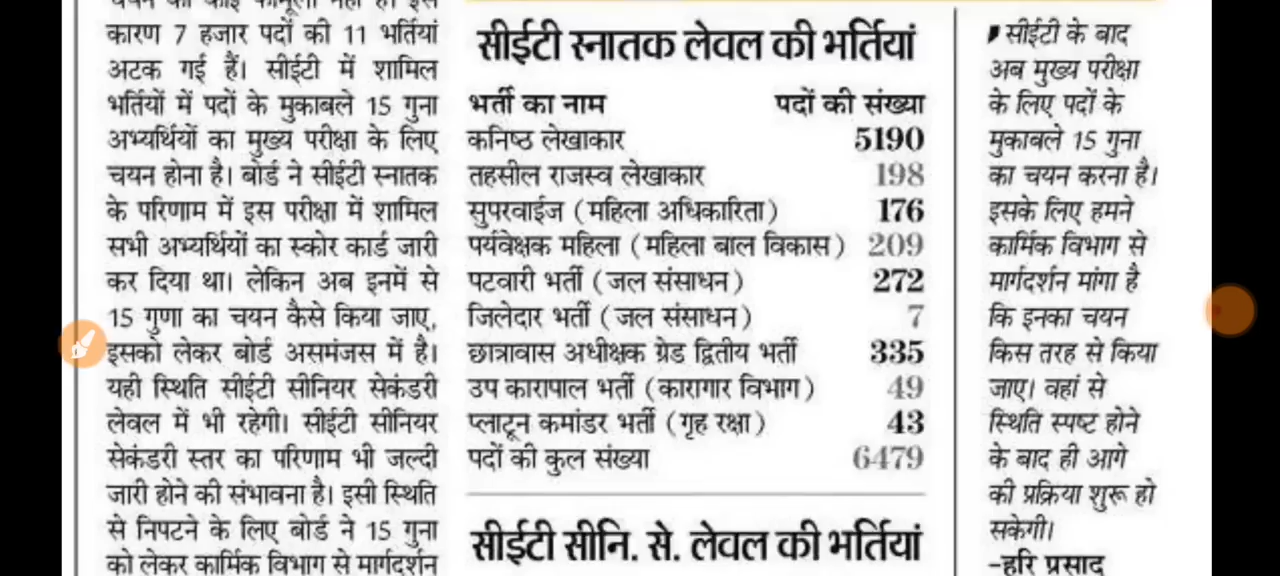 कारण 7 हजार पदों की 11 भर्तियां
अटक गई हैं। सीईटी में शामिल
भर्तियों में पदों के मुकाबले 15 गुना
अभ्यर्थियों का मुख्य परीक्षा के लिए
चयन होना है। बोर्ड ने सीईटी स्नातक
के परिणाम में इस परीक्षा में शामिल
सभी अभ्यर्थियों का स्कोर कार्ड जारी
कर दिया था। लेकिन अब इनमें से
15 गुणा का चयन कैसे किया जाए,
इसको लेकर बोर्ड असमंजस में है।
यही स्थिति सीईटी सीनियर सेकंडरी
लेवल में भी रहेगी। सीईटी सीनियर
सेकंडरी स्तर का परिणाम भी जल्दी
जारी होने की संभावना है। इसी स्थिति
से निपटने के लिए बोर्ड ने 15 गुना
को लेकर कार्मिक विभाग से मार्गदर्शन
सीईटी स्नातक लेवल की भर्तियां
भर्ती का नाम पदों की संख्या
कनिष्ठ लेखाकार 5190
तहसील राजस्व लेखाकार 198
सुपरवाईज (महिला अधिकारिता) 176
पर्यवेक्षक महिला (महिला बाल विकास) 209
पटवारी भर्ती (जल संसाधन) 272
जिलेदार भर्ती (जल संसाधन) 7
छात्रावास अधीक्षक ग्रेड द्वितीय भर्ती 335
उप कारापाल भर्ती (कारागार विभाग) 49
प्लाटून कमांडर भर्ती (गृह रक्षा) 43
पदों की कुल संख्या 6479
सीईटी सीनि. से. लेवल की भर्तियां
सीईटी के बाद
अब मुख्य परीक्षा
के लिए पदों के
मुकाबले 15 गुना
का चयन करना है।
इसके लिए हमने
कार्मिक विभाग से
मार्गदर्शन मांगा है
कि इनका चयन
किस तरह से किया
जाए। वहां से
स्थिति स्पष्ट होने
के बाद ही आगे
की प्रक्रिया शुरू हो
सकेगी।
-हरि प्रसाद